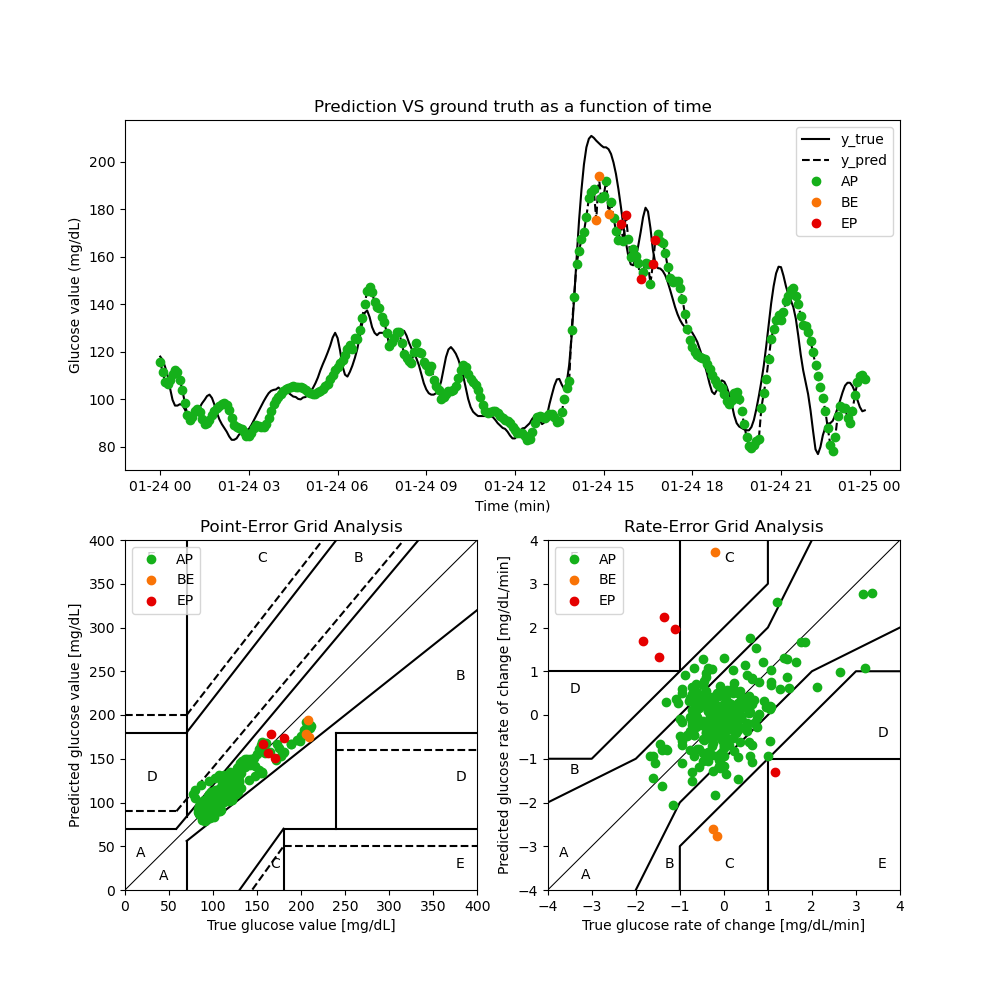 Prediction VS ground truth as a function of time
Glucose value (mg/dL)
200
180
160
140
120
100
80
y_true
y_pred
AP
BE
EP
01-24 00 01-24 03 01-24 06 01-24 09 01-24 12 01-24 15 01-24 18 01-24 21 01-25 00
Time (min)
Point-Error Grid Analysis
Predicted glucose value [mg/dL]
400
350
300
250
200
150
100
50
0
AP
BE
EP
C B
B
D D
A
A C E
0 50 100 150 200 250 300 350 400
True glucose value [mg/dL]
Rate-Error Grid Analysis
Predicted glucose rate of change [mg/dL/min]
4
3
2
1
0
−1
−2
−3
−4
AP
BE
EP
C
D
D
B
A
A B C E
−4 −3 −2 −1 0 1 2 3 4
True glucose rate of change [mg/dL/min]